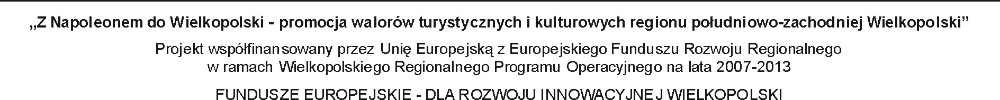 „Z Napoleonem do Wielkopolski - promocja walorów turystycznych i kulturowych regionu południowo-zachodniej Wielkopolski”
Projekt współfinansowany przez Unię Europejską z Europejskiego Funduszu Rozwoju Regionalnego
w ramach Wielkopolskiego Regionalnego Programu Operacyjnego na lata 2007-2013
FUNDUSZE EUROPEJSKIE - DLA ROZWOJU INNOWACYJNEJ WIELKOPOLSKI